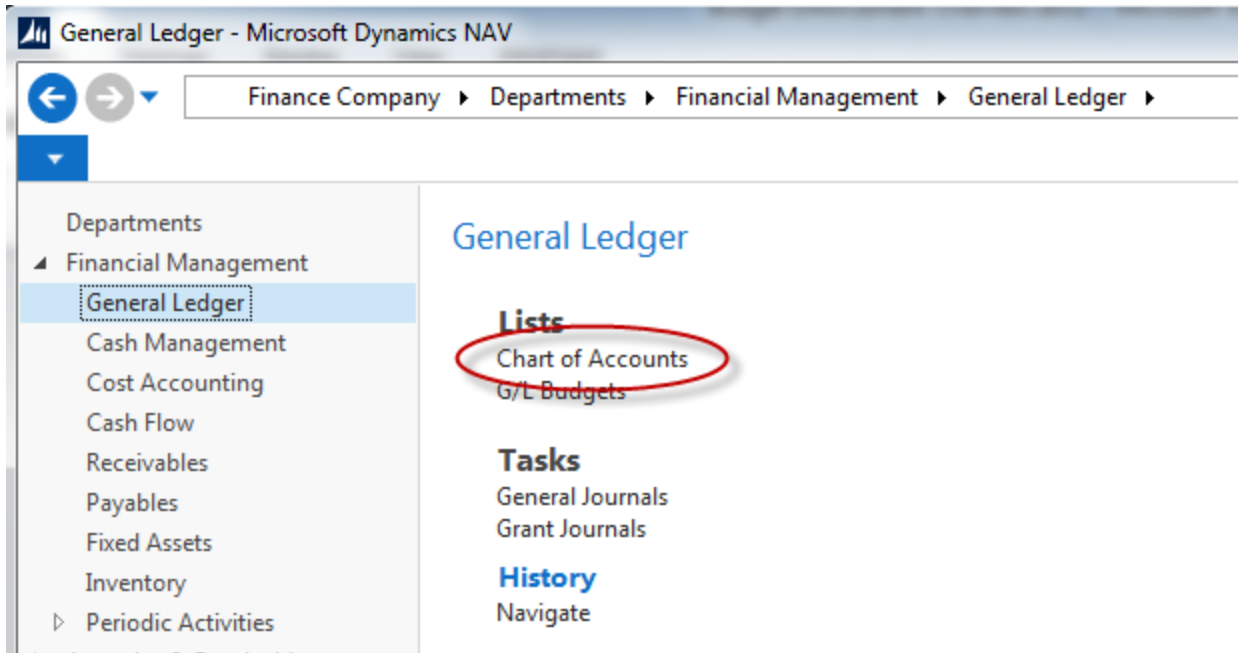 General Ledger - Microsoft Dynamics NAV
Finance Company Departments Financial Management General Ledger
Departments
Financial Management
General Ledger
Cash Management
Cost Accounting
Cash Flow
Receivables
Payables
Fixed Assets
Inventory
Periodic Activities
General Ledger
Lists
Chart of Accounts
G/L Budgets
Tasks
General Journals
Grant Journals
History
Navigate